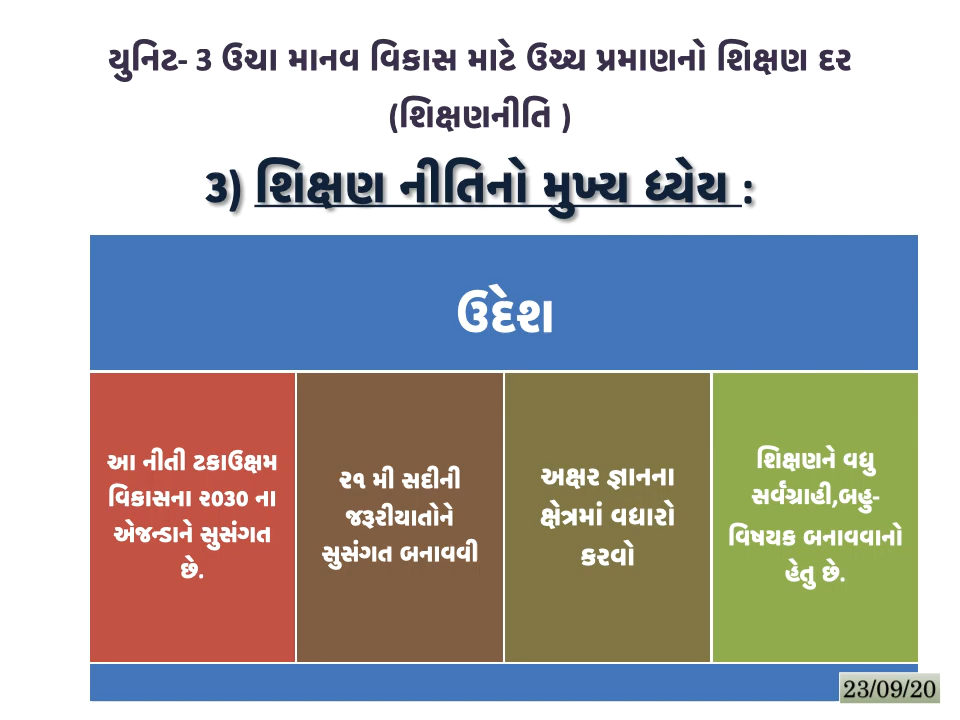 યુનિટ- 3 ઉચા માનવ વિકાસ માટે ઉચ્ચ પ્રમાણનો શિક્ષણ દર
(શિક્ષણનીતિ )
૩) શિક્ષણ નીતિનો મુખ્ય ધ્યેય :
ઉદેશ
આ નીતી ટકાઉક્ષમ
વિકાસના ૨૦૩૦ ના
એજન્ડાને સુસંગત
છે.
૨૧ મી સદીની
જરૂરીયાતોને
સુસંગત બનાવવી
અક્ષર જ્ઞાનના
ક્ષેત્રમાં વધારો
કરવો
શિક્ષણને વધુ
સર્વગ્રાહી,બહુ-
વિષયક બનાવવાનો
હેતુ છે.
23/09/20